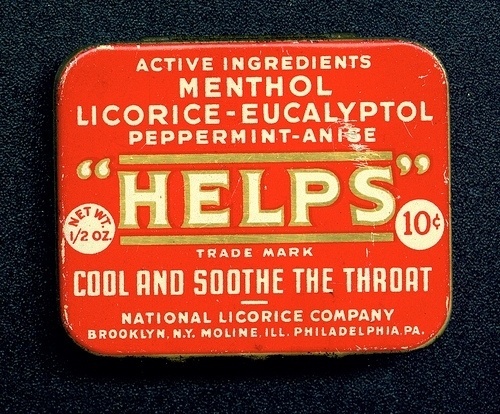 ACTIVE INGREDIENTS
MENTHOL
LICORICE-EUCALYPTOL
PEPPERMINT-ANISE
"HELPS"
NET WT.
1/2 OZ.
10¢
TRADE MARK
COOL AND SOOTHE THE THROAT
NATIONAL LICORICE COMPANY
BROOKLYN, N.Y. MOLINE, ILL. PHILADELPHIA, PA.